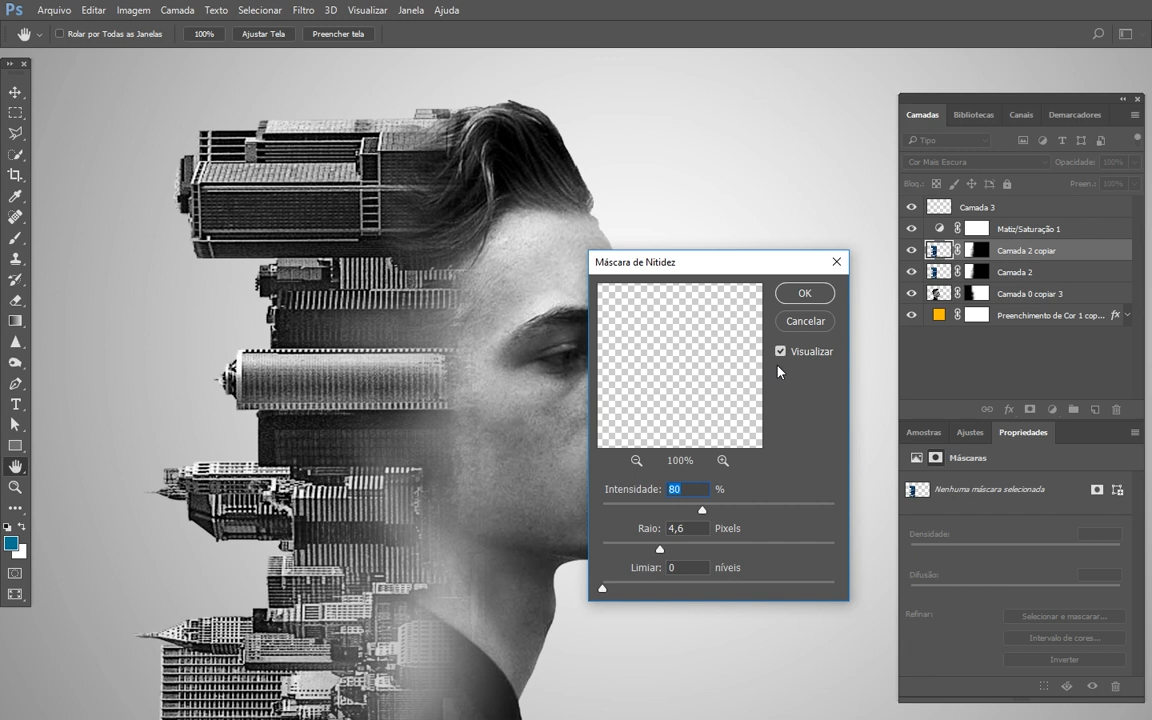 Ps Arquivo Editar Imagem Camada Texto Selecionar Filtro 3D Visualizar Janela Ajuda
Rolar por Todas as Janelas 100% Ajustar Tela Preencher tela
Camadas Bibliotecas Canais Demarcadores
Tipo
Cor Mais Escura Opacidade: 100%
Bloq.: Preen.: 100%
Camada 3
Matiz/Saturação 1
Camada 2 copiar
Camada 2
Camada 0 copiar 3
Preenchimento de Cor 1 cop... fx
fx
Máscara de Nitidez
OK
Cancelar
Visualizar
100%
Intensidade: 80 %
Raio: 4,6 Pixels
Limiar: 0 níveis
Amostras Ajustes Propriedades
Máscaras
Nenhuma máscara selecionada
Densidade:
Difusão:
Refinar:
Selecionar e mascarar...
Intervalo de cores...
Inverter
T